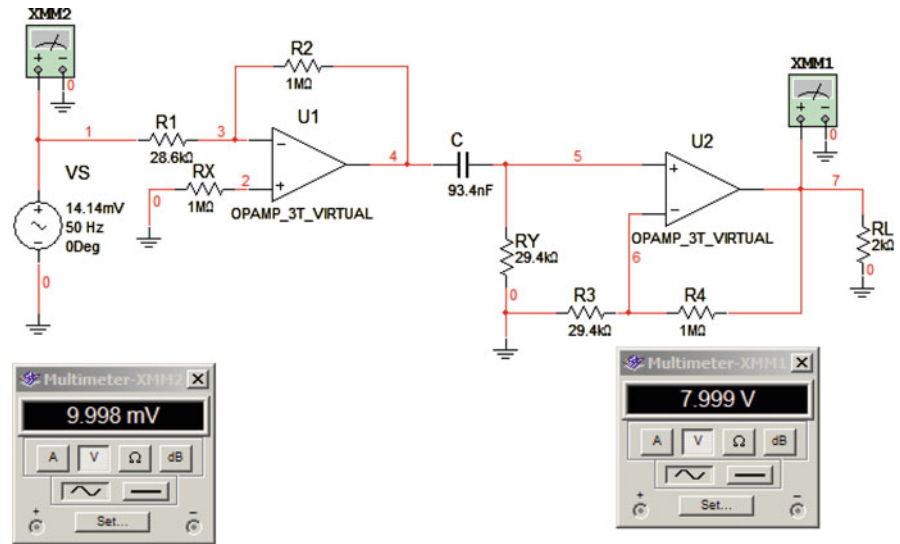 XMM2
+ −
0
1
R1
28.6kΩ
3
R2
1MΩ
U1
−
+
4
RX
1MΩ
2
0
OPAMP_3T_VIRTUAL
VS
14.14mV
50 Hz
0Deg
+
−
0
C
93.4nF
5
RY
29.4kΩ
0
U2
+
−
OPAMP_3T_VIRTUAL
6
R3
29.4kΩ
R4
1MΩ
XMM1
+ −
0
7
RL
2kΩ
0
Multimeter-XMM2 X
9.998 mV
A V Ω dB
+ −
Set...
Multimeter-XMM1 X
7.999 V
A V Ω dB
+ −
Set...